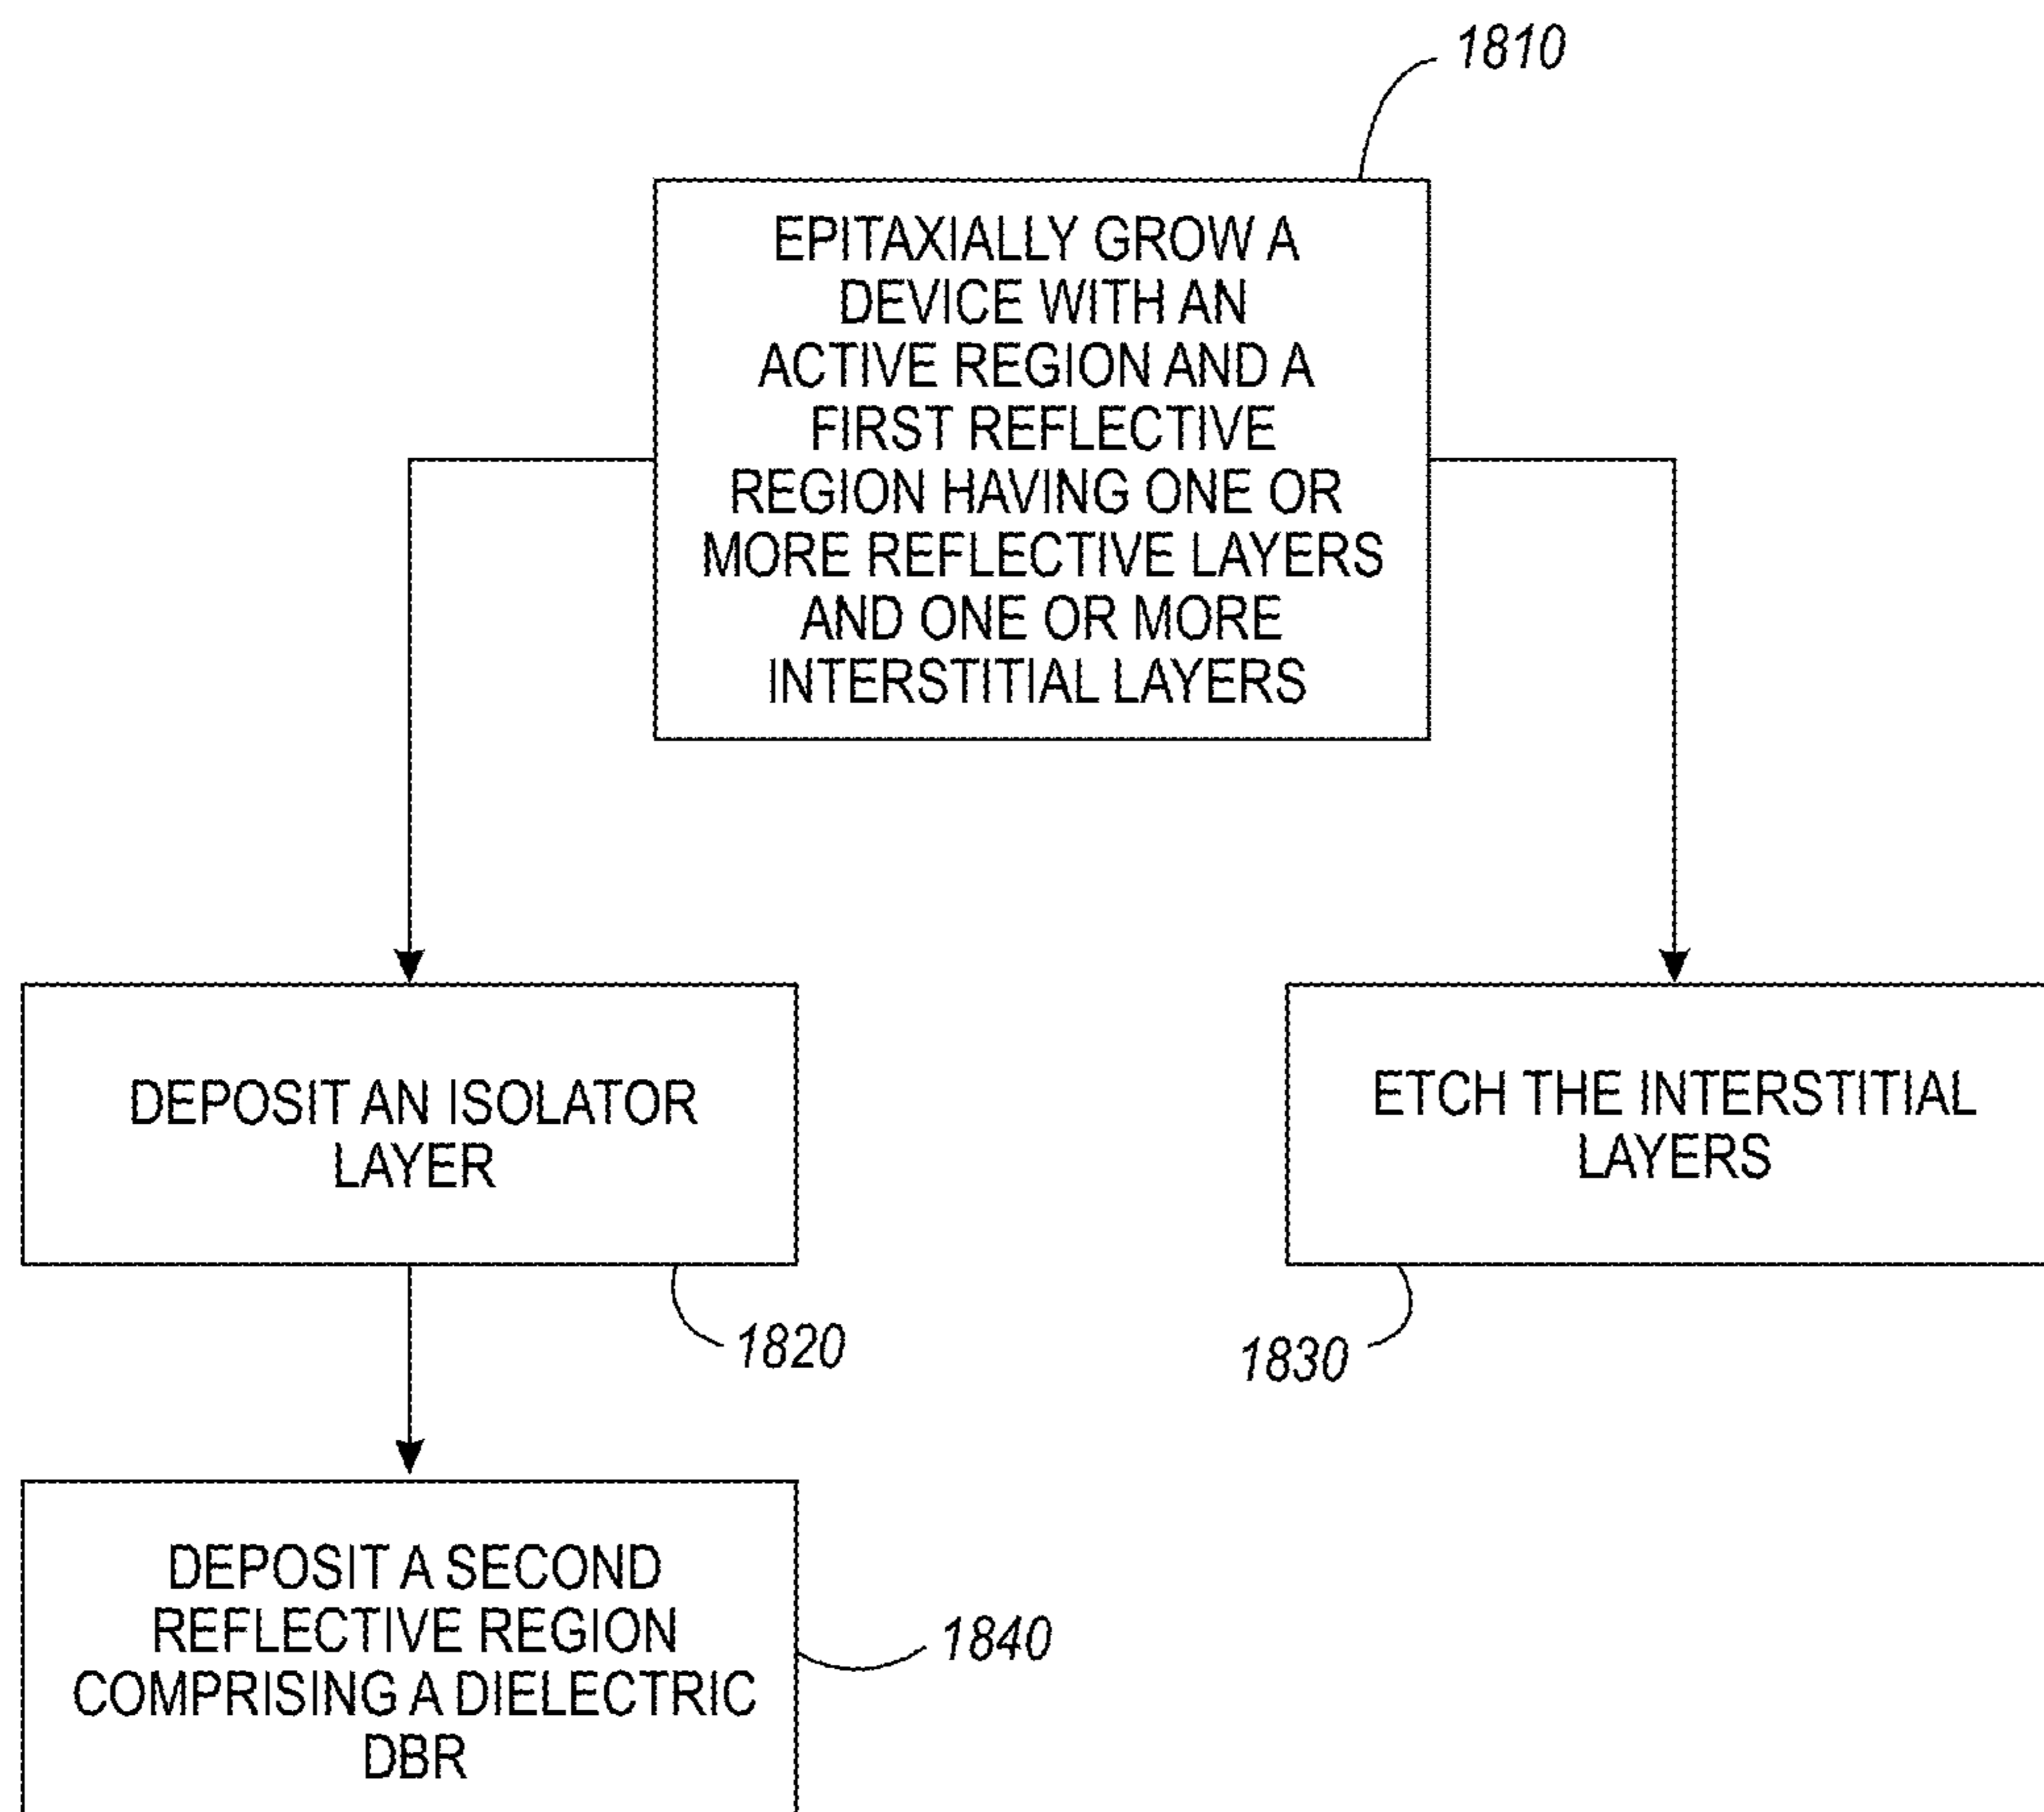 1810
EPITAXIALLY GROW A
DEVICE WITH AN
ACTIVE REGION AND A
FIRST REFLECTIVE
REGION HAVING ONE OR
MORE REFLECTIVE LAYERS
AND ONE OR MORE
INTERSTITIAL LAYERS
DEPOSIT AN ISOLATOR
LAYER
1820
ETCH THE INTERSTITIAL
LAYERS
1830
DEPOSIT A SECOND
REFLECTIVE REGION
COMPRISING A DIELECTRIC
DBR
1840